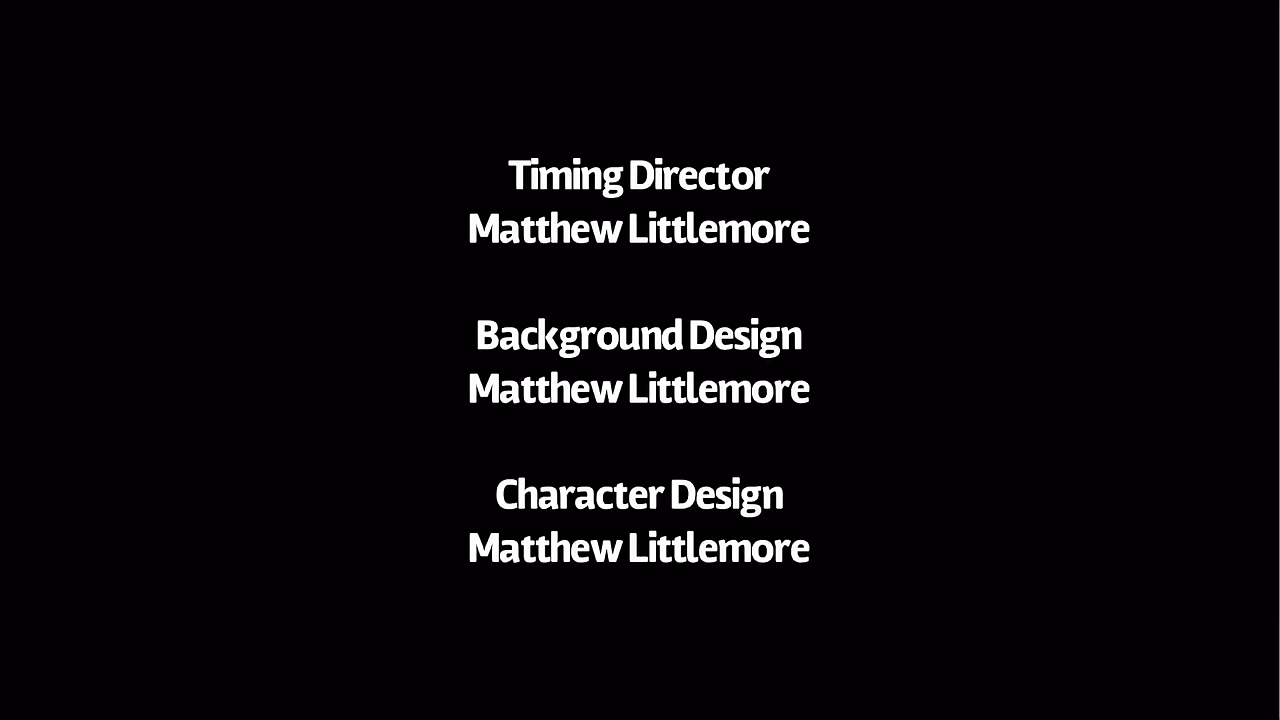 Timing Director
Matthew Littlemore
Background Design
Matthew Littlemore
Character Design
Matthew Littlemore